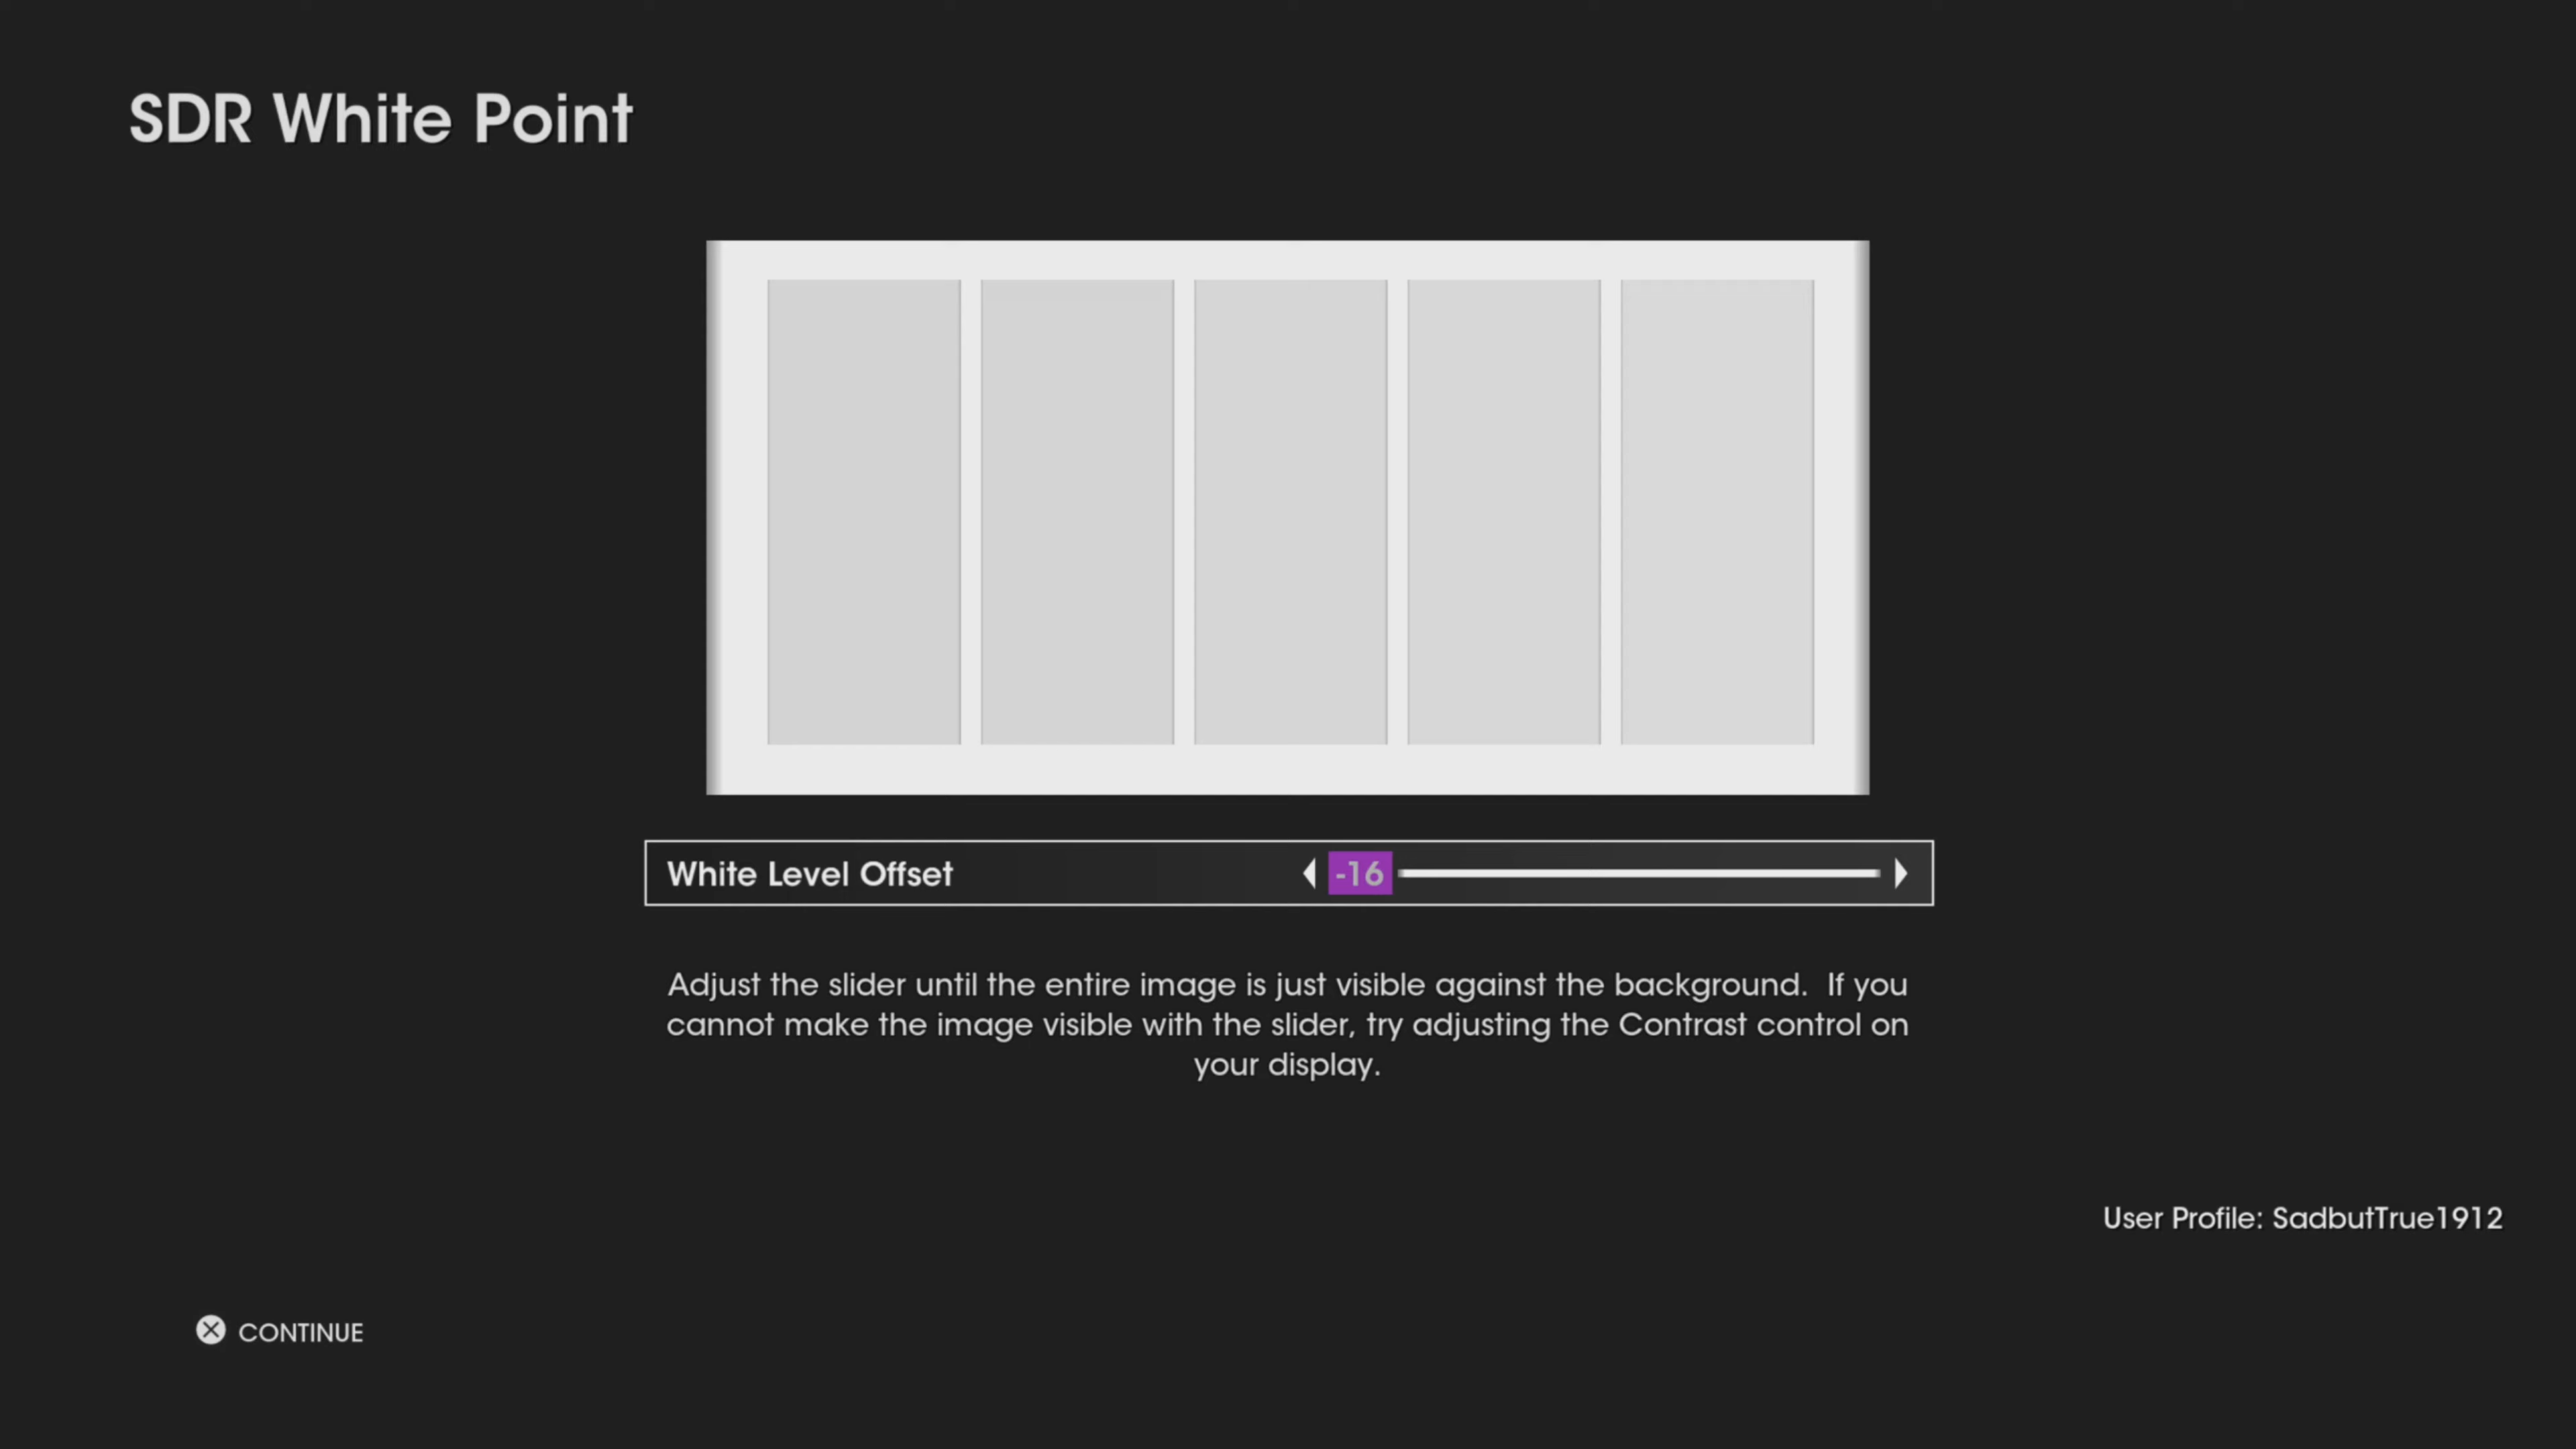 SDR White Point
White Level Offset
-16
Adjust the slider until the entire image is just visible against the background.  If you
cannot make the image visible with the slider, try adjusting the Contrast control on
your display.
User Profile: SadbutTrue1912
CONTINUE